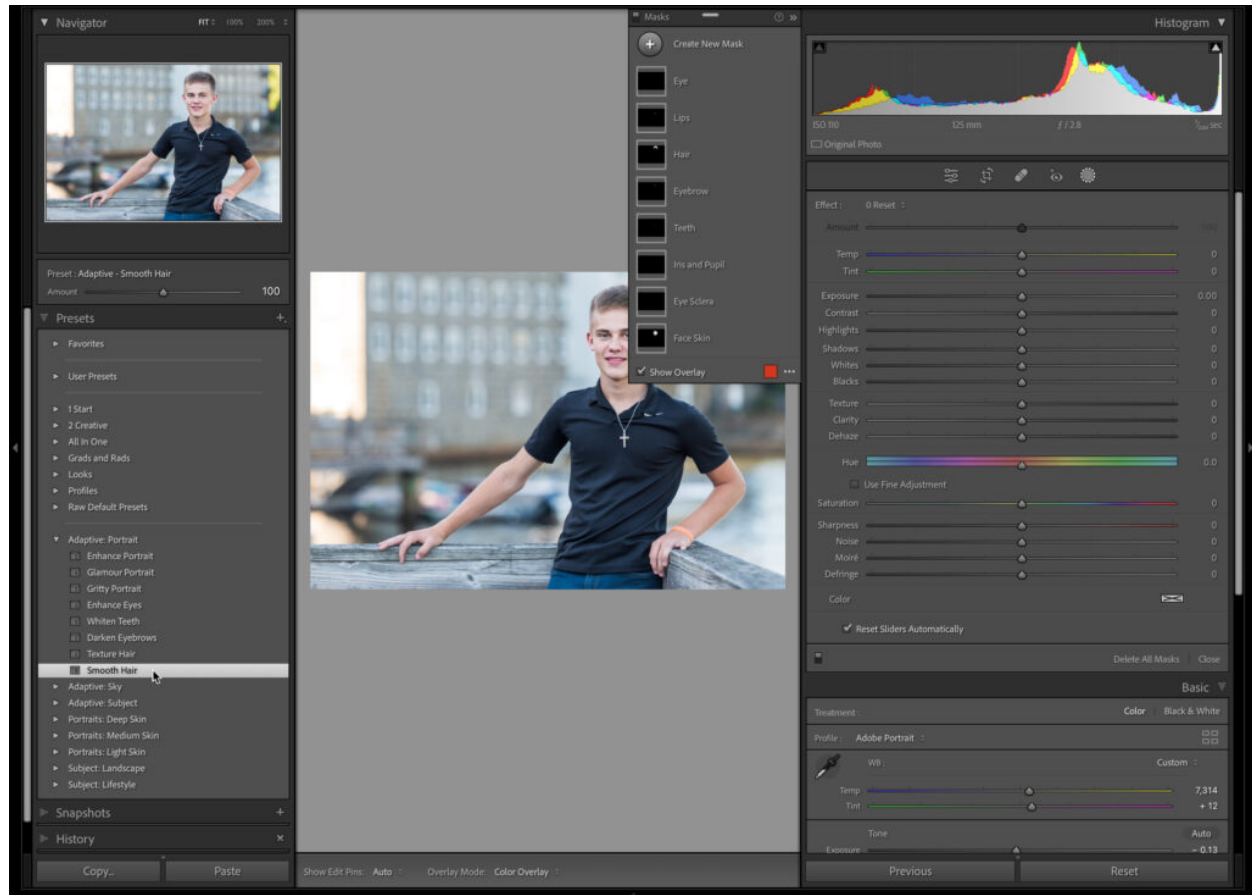 Navigator FIT 100% 200%
Preset : Adaptive - Smooth Hair
Amount 100
Presets
Favorites
User Presets
1 Start
2 Creative
All In One
Grads and Rads
Looks
Profiles
Raw Default Presets
Adaptive: Portrait
Enhance Portrait
Glamour Portrait
Gritty Portrait
Enhance Eyes
Whiten Teeth
Darken Eyebrows
Texture Hair
Smooth Hair
Adaptive: Sky
Adaptive: Subject
Portraits: Deep Skin
Portraits: Medium Skin
Portraits: Light Skin
Subject: Landscape
Subject: Lifestyle
Snapshots
History
Copy... Paste
Masks
Create New Mask
Eye
Lips
Hair
Eyebrow
Teeth
Iris and Pupil
Eye Sclera
Face Skin
Show Overlay
Show Edit Pins: Auto Overlay Mode: Color Overlay
Histogram
ISO 110 125 mm f / 2.8 sec
Original Photo
Effect : 0 Reset
Amount 100
Temp 0
Tint 0
Exposure 0.00
Contrast 0
Highlights 0
Shadows 0
Whites 0
Blacks 0
Texture 0
Clarity 0
Dehaze 0
Hue 0.0
Use Fine Adjustment
Saturation 0
Sharpness 0
Noise 0
Moiré 0
Defringe 0
Color
Reset Sliders Automatically
Delete All Masks Close
Basic
Treatment : Color Black & White
Profile : Adobe Portrait
WB : Custom
Temp 7,314
Tint + 12
Tone Auto
Exposure - 0.13
Previous Reset